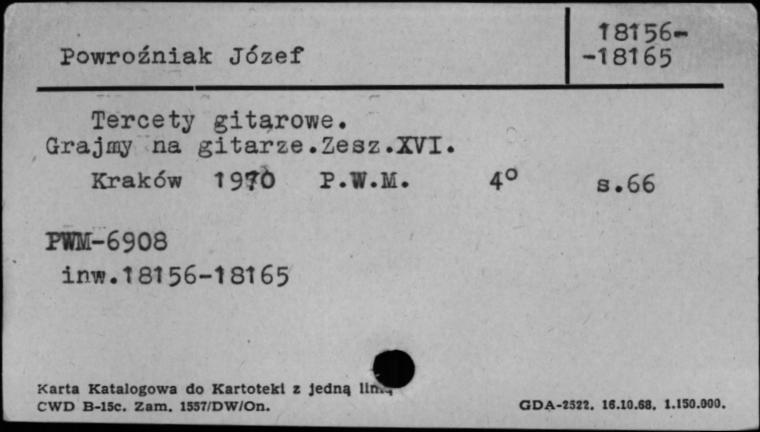 Powroźniak Józef
18156-
-18165
Tercety gitarowe.
Grajmy na gitarze.Zesz.XVI.
Kraków 1970 P.W.M. 4° s.66
PWM-6908
inw.18156-18165
Karta Katalogowa do Kartoteki z jedną linią
CWD B-15c. Zam. 1557/DW/On.
GDA-2522. 16.10.68. 1.150.000.